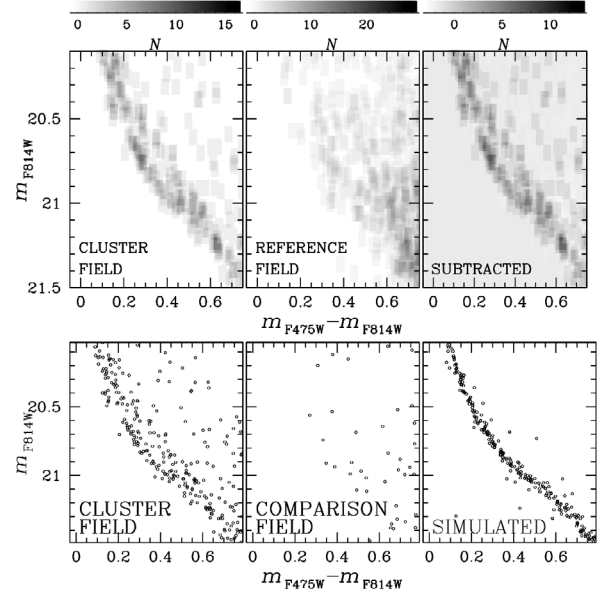 0 5 10 15 0 10 20 0 5 10
N N N
20.5
21
21.5
m_F814W
CLUSTER FIELD
REFERENCE FIELD
SUBTRACTED
0 0.2 0.4 0.6 0 0.2 0.4 0.6 0 0.2 0.4 0.6
m_F475W−m_F814W
20.5
21
m_F814W
CLUSTER FIELD
COMPARISON FIELD
SIMULATED
0 0.2 0.4 0.6 0 0.2 0.4 0.6 0 0.2 0.4 0.6
m_F475W−m_F814W